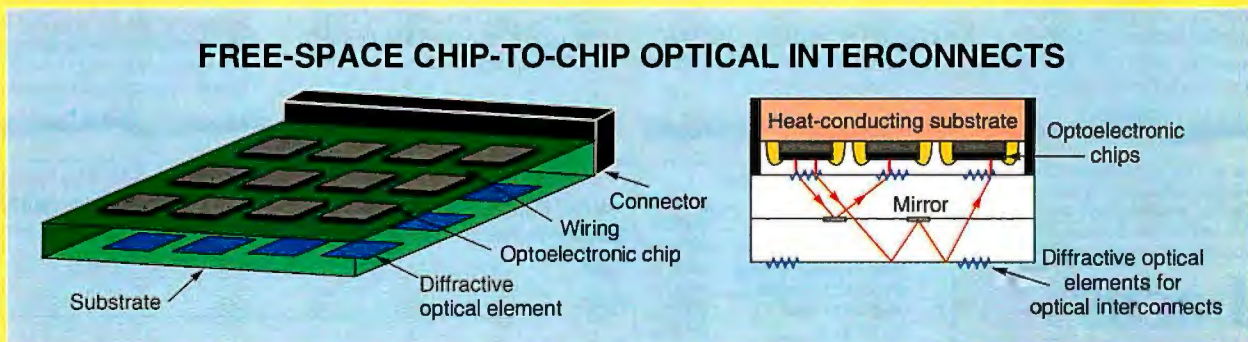 FREE-SPACE CHIP-TO-CHIP OPTICAL INTERCONNECTS
Connector
Wiring
Optoelectronic chip
Diffractive
optical element
Substrate
Heat-conducting substrate
Optoelectronic
chips
Mirror
Diffractive optical
elements for
optical interconnects